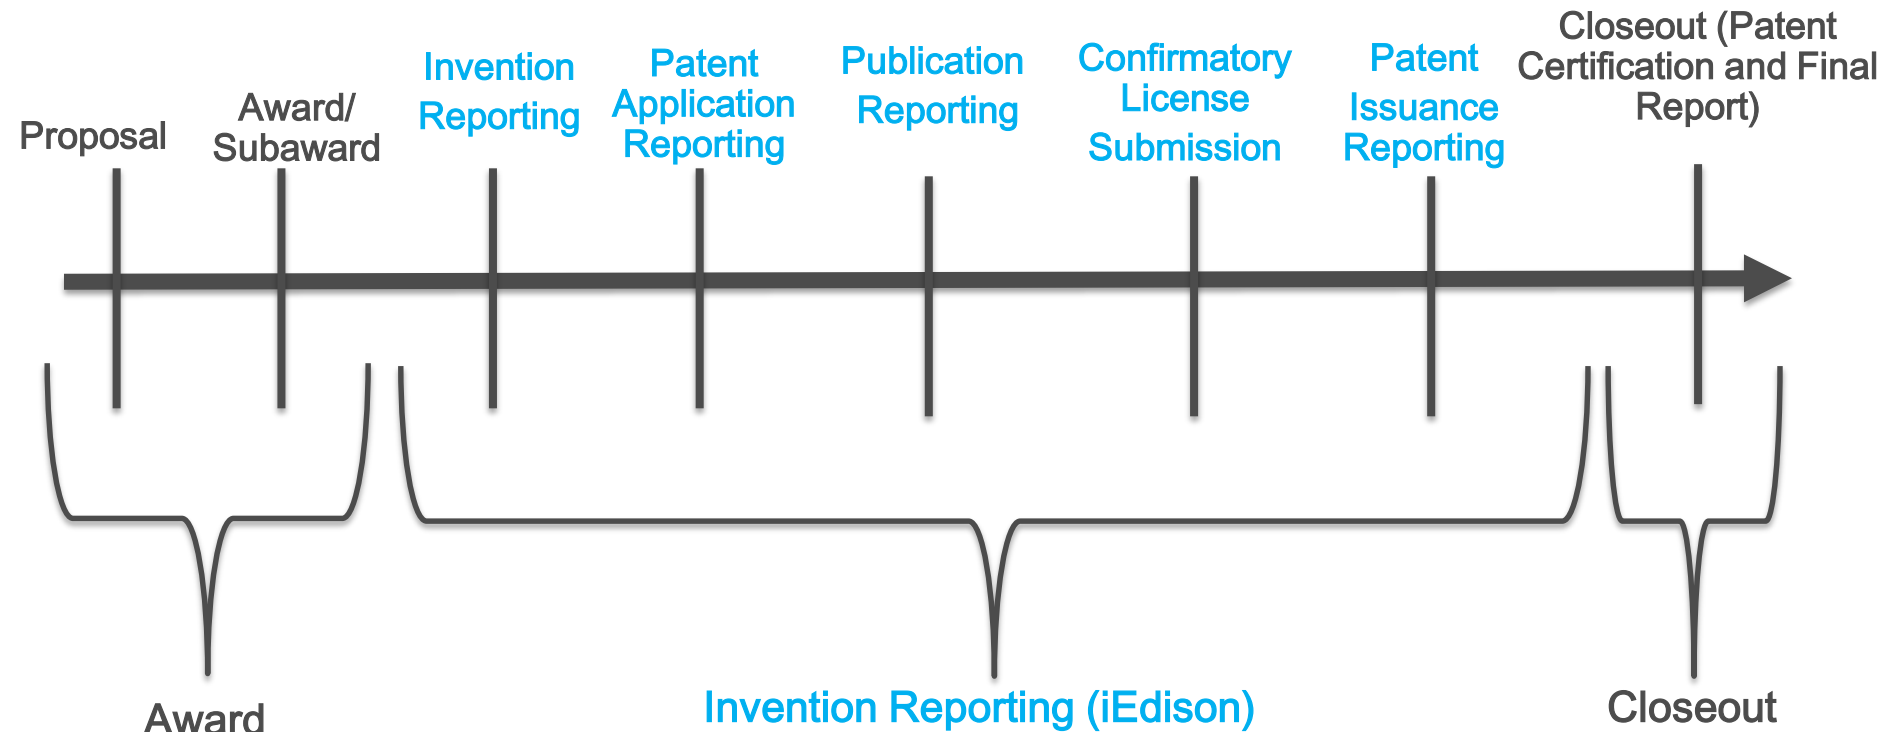 Proposal
Award/
Subaward
Invention
Reporting
Patent
Application
Reporting
Publication
Reporting
Confirmatory
License
Submission
Patent
Issuance
Reporting
Closeout (Patent
Certification and Final
Report)
Award
Invention Reporting (iEdison)
Closeout